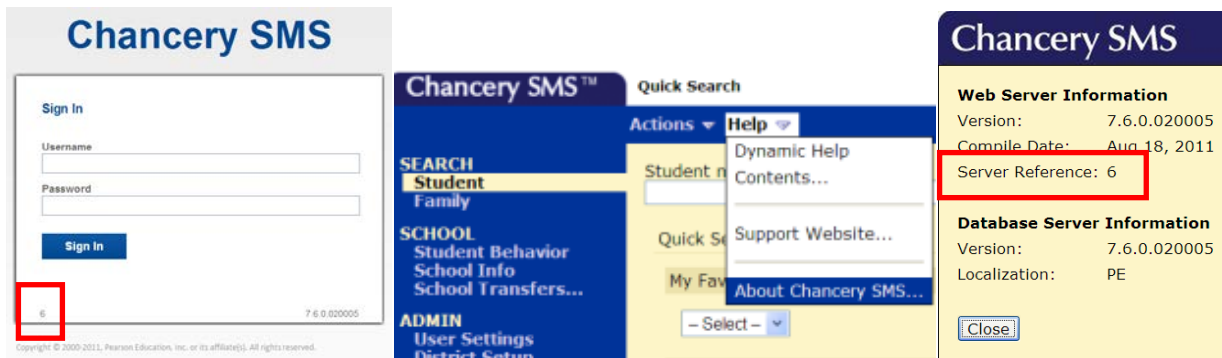 Chancery SMS
Sign In
Username
Password
Sign In
6
7.6.0.020005
Copyright © 2000-2011, Pearson Education, inc. or its affiliate(s). All rights reserved.
Chancery SMS™
Quick Search
Actions
Help
Dynamic Help
Contents...
Support Website...
About Chancery SMS...
SEARCH
Student
Family
SCHOOL
Student Behavior
School Info
School Transfers...
ADMIN
User Settings
District Setup
Student n
Quick Se
My Fav
– Select –
Chancery SMS
Web Server Information
Version: 7.6.0.020005
Compile Date: Aug 18, 2011
Server Reference: 6
Database Server Information
Version: 7.6.0.020005
Localization: PE
Close